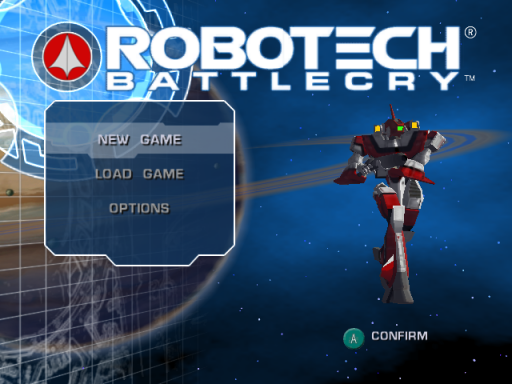 ROBOTECH®
BATTLECRY™
NEW GAME
LOAD GAME
OPTIONS
A CONFIRM